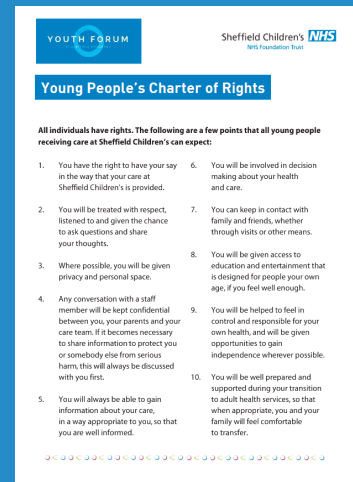 YOUTH FORUM
Sheffield Children's NHS
NHS Foundation Trust
Young People's Charter of Rights
All individuals have rights. The following are a few points that all young people
receiving care at Sheffield Children's can expect:
1. You have the right to have your say
in the way that your care at
Sheffield Children's is provided.
2. You will be treated with respect,
listened to and given the chance
to ask questions and share
your thoughts.
3. Where possible, you will be given
privacy and personal space.
4. Any conversation with a staff
member will be kept confidential
between you, your parents and your
care team. If it becomes necessary
to share information to protect you
or somebody else from serious
harm, this will always be discussed
with you first.
5. You will always be able to gain
information about your care,
in a way appropriate to you, so that
you are well informed.
6. You will be involved in decision
making about your health
and care.
7. You can keep in contact with
family and friends, whether
through visits or other means.
8. You will be given access to
education and entertainment that
is designed for people your own
age, if you feel well enough.
9. You will be helped to feel in
control and responsible for your
own health, and will be given
opportunities to gain
independence wherever possible.
10. You will be well prepared and
supported during your transition
to adult health services, so that
when appropriate, you and your
family will feel comfortable
to transfer.